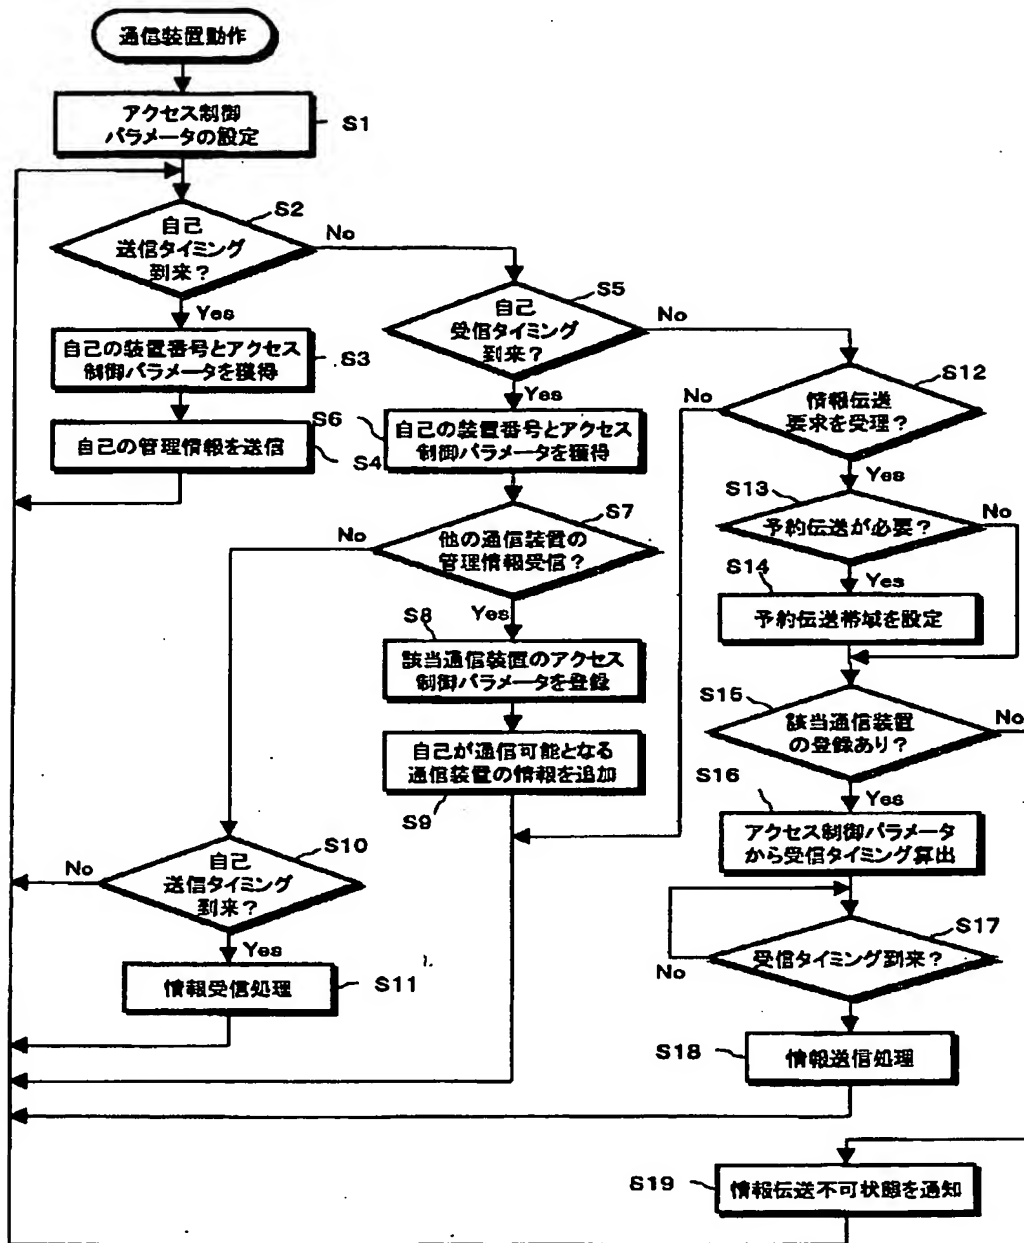 通信装置動作
アクセス制御
パラメータの設定
S1
自己
送信タイミング
到来？
S2
No
Yes
自己の装置番号とアクセス
制御パラメータを獲得
S3
自己の管理情報を送信
S4
自己
受信タイミング
到来？
S5
No
Yes
S6
自己の装置番号とアクセス
制御パラメータを獲得
他の通信装置の
管理情報受信？
S7
No
Yes
S8
該当通信装置のアクセス
制御パラメータを登録
自己が通信可能となる
通信装置の情報を追加
S9
自己
送信タイミング
到来？
S10
No
Yes
情報受信処理
S11
情報伝送
要求を受理？
S12
No
Yes
S13
予約伝送が必要？
No
Yes
S14
予約伝送帯域を設定
S15
該当通信装置
の登録あり？
No
Yes
S16
アクセス制御パラメータ
から受信タイミング算出
S17
受信タイミング到来？
No
S18
情報送信処理
S19
情報伝送不可状態を通知